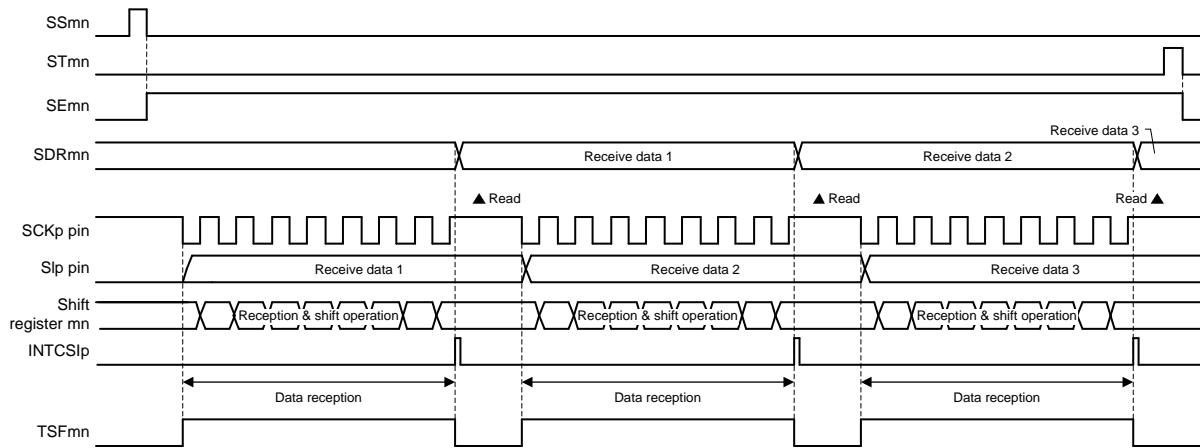 SSmn
STmn
SEmn
Receive data 3
SDRmn
Receive data 1
Receive data 2
▲ Read
▲ Read
Read ▲
SCKp pin
SIp pin
Receive data 1
Receive data 2
Receive data 3
Shift
register mn
Reception & shift operation
Reception & shift operation
Reception & shift operation
INTCSIp
Data reception
Data reception
Data reception
TSFmn